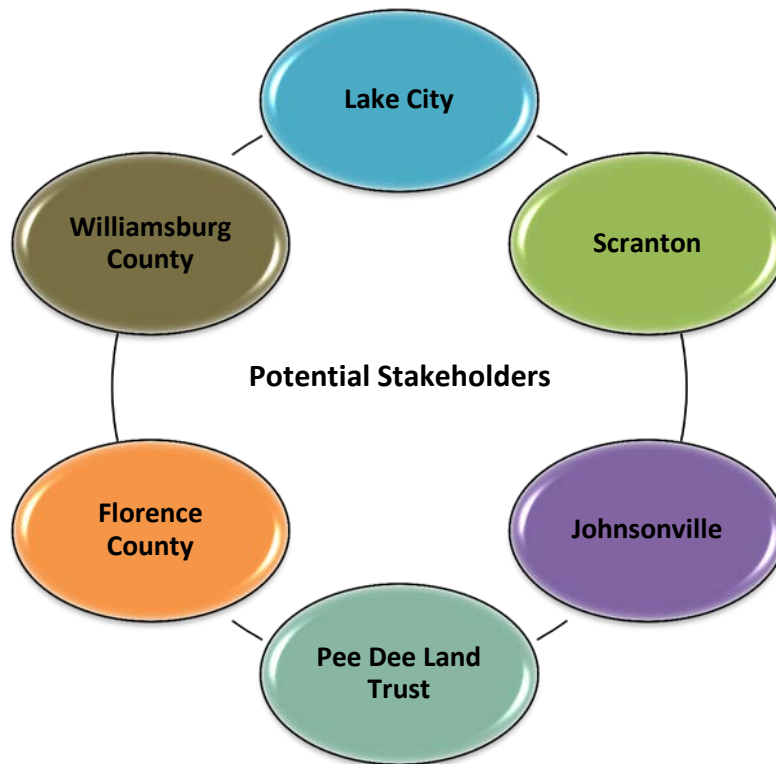 Lake City
Williamsburg
County
Scranton
Potential Stakeholders
Florence
County
Johnsonville
Pee Dee Land
Trust